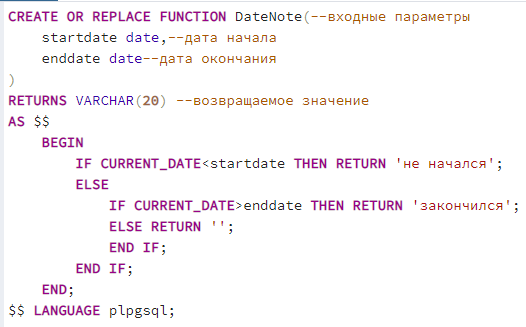 CREATE OR REPLACE FUNCTION DateNote(--входные параметры
    startdate date,--дата начала
    enddate date--дата окончания
)
RETURNS VARCHAR(20) --возвращаемое значение
AS $$
    BEGIN
        IF CURRENT_DATE<startdate THEN RETURN 'не начался';
        ELSE
            IF CURRENT_DATE>enddate THEN RETURN 'закончился';
            ELSE RETURN '';
            END IF;
        END IF;
    END;
$$ LANGUAGE plpgsql;